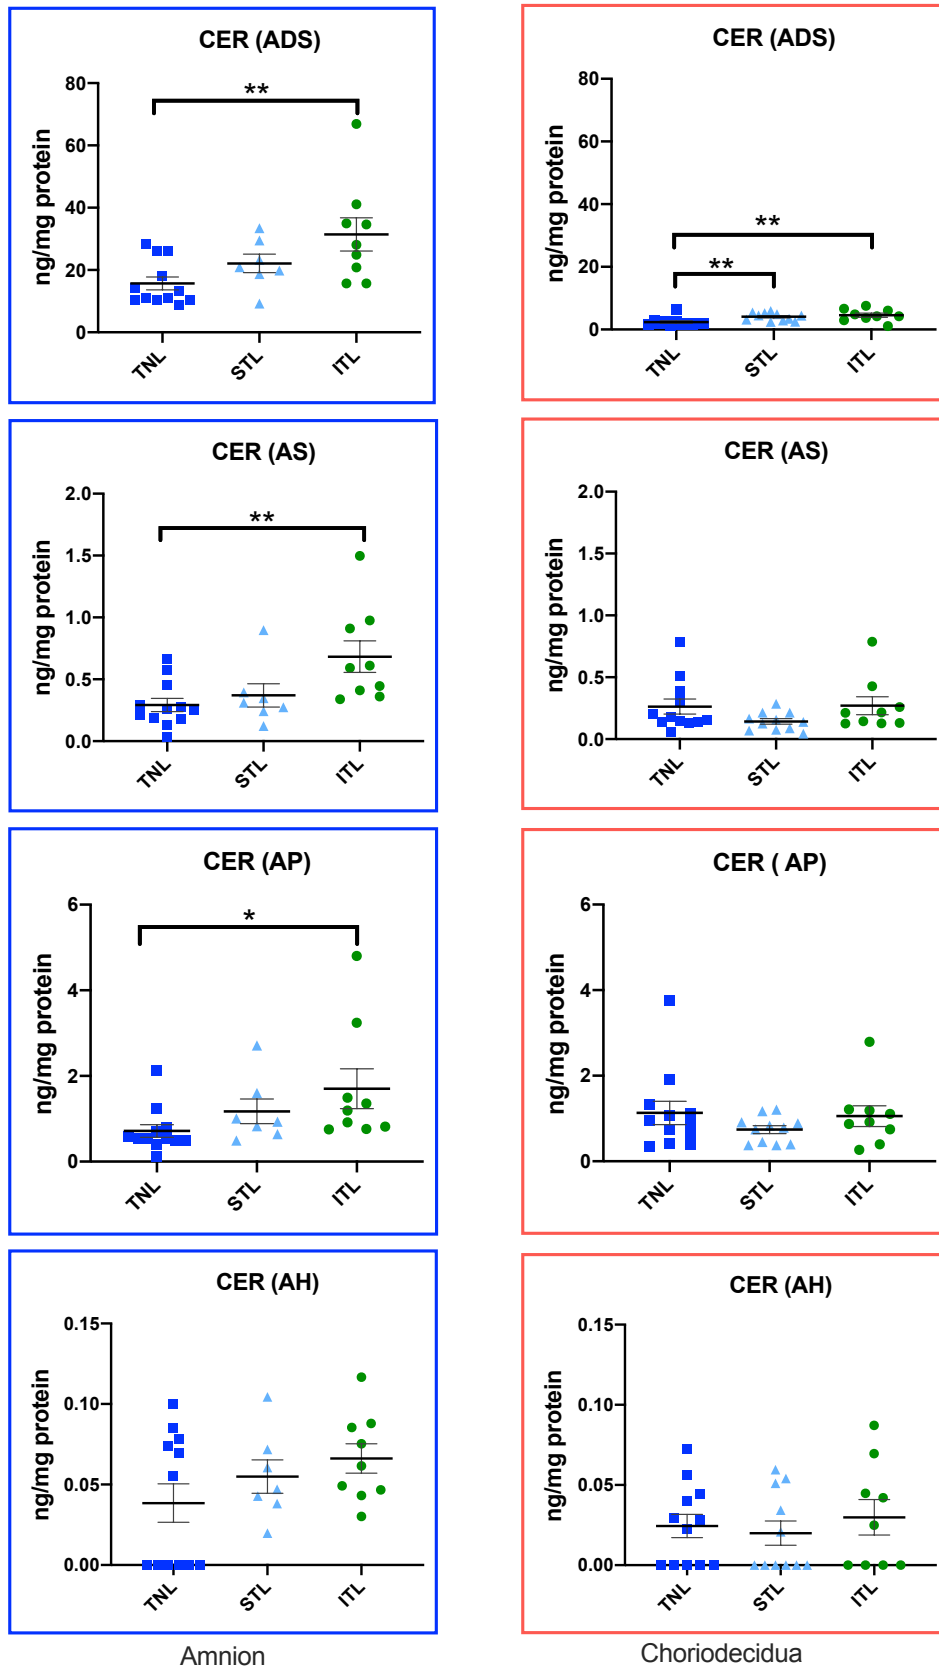 CER (ADS)
ng/mg protein
80
60
40
20
0
**
TNL
STL
ITL
CER (ADS)
ng/mg protein
80
60
40
20
0
**
**
TNL
STL
ITL
CER (AS)
ng/mg protein
2.0
1.5
1.0
0.5
0.0
**
TNL
STL
ITL
CER (AS)
ng/mg protein
2.0
1.5
1.0
0.5
0.0
TNL
STL
ITL
CER (AP)
ng/mg protein
6
4
2
0
*
TNL
STL
ITL
CER ( AP)
ng/mg protein
6
4
2
0
TNL
STL
ITL
CER (AH)
ng/mg protein
0.15
0.10
0.05
0.00
TNL
STL
ITL
CER (AH)
ng/mg protein
0.15
0.10
0.05
0.00
TNL
STL
ITL
Amnion
Choriodecidua